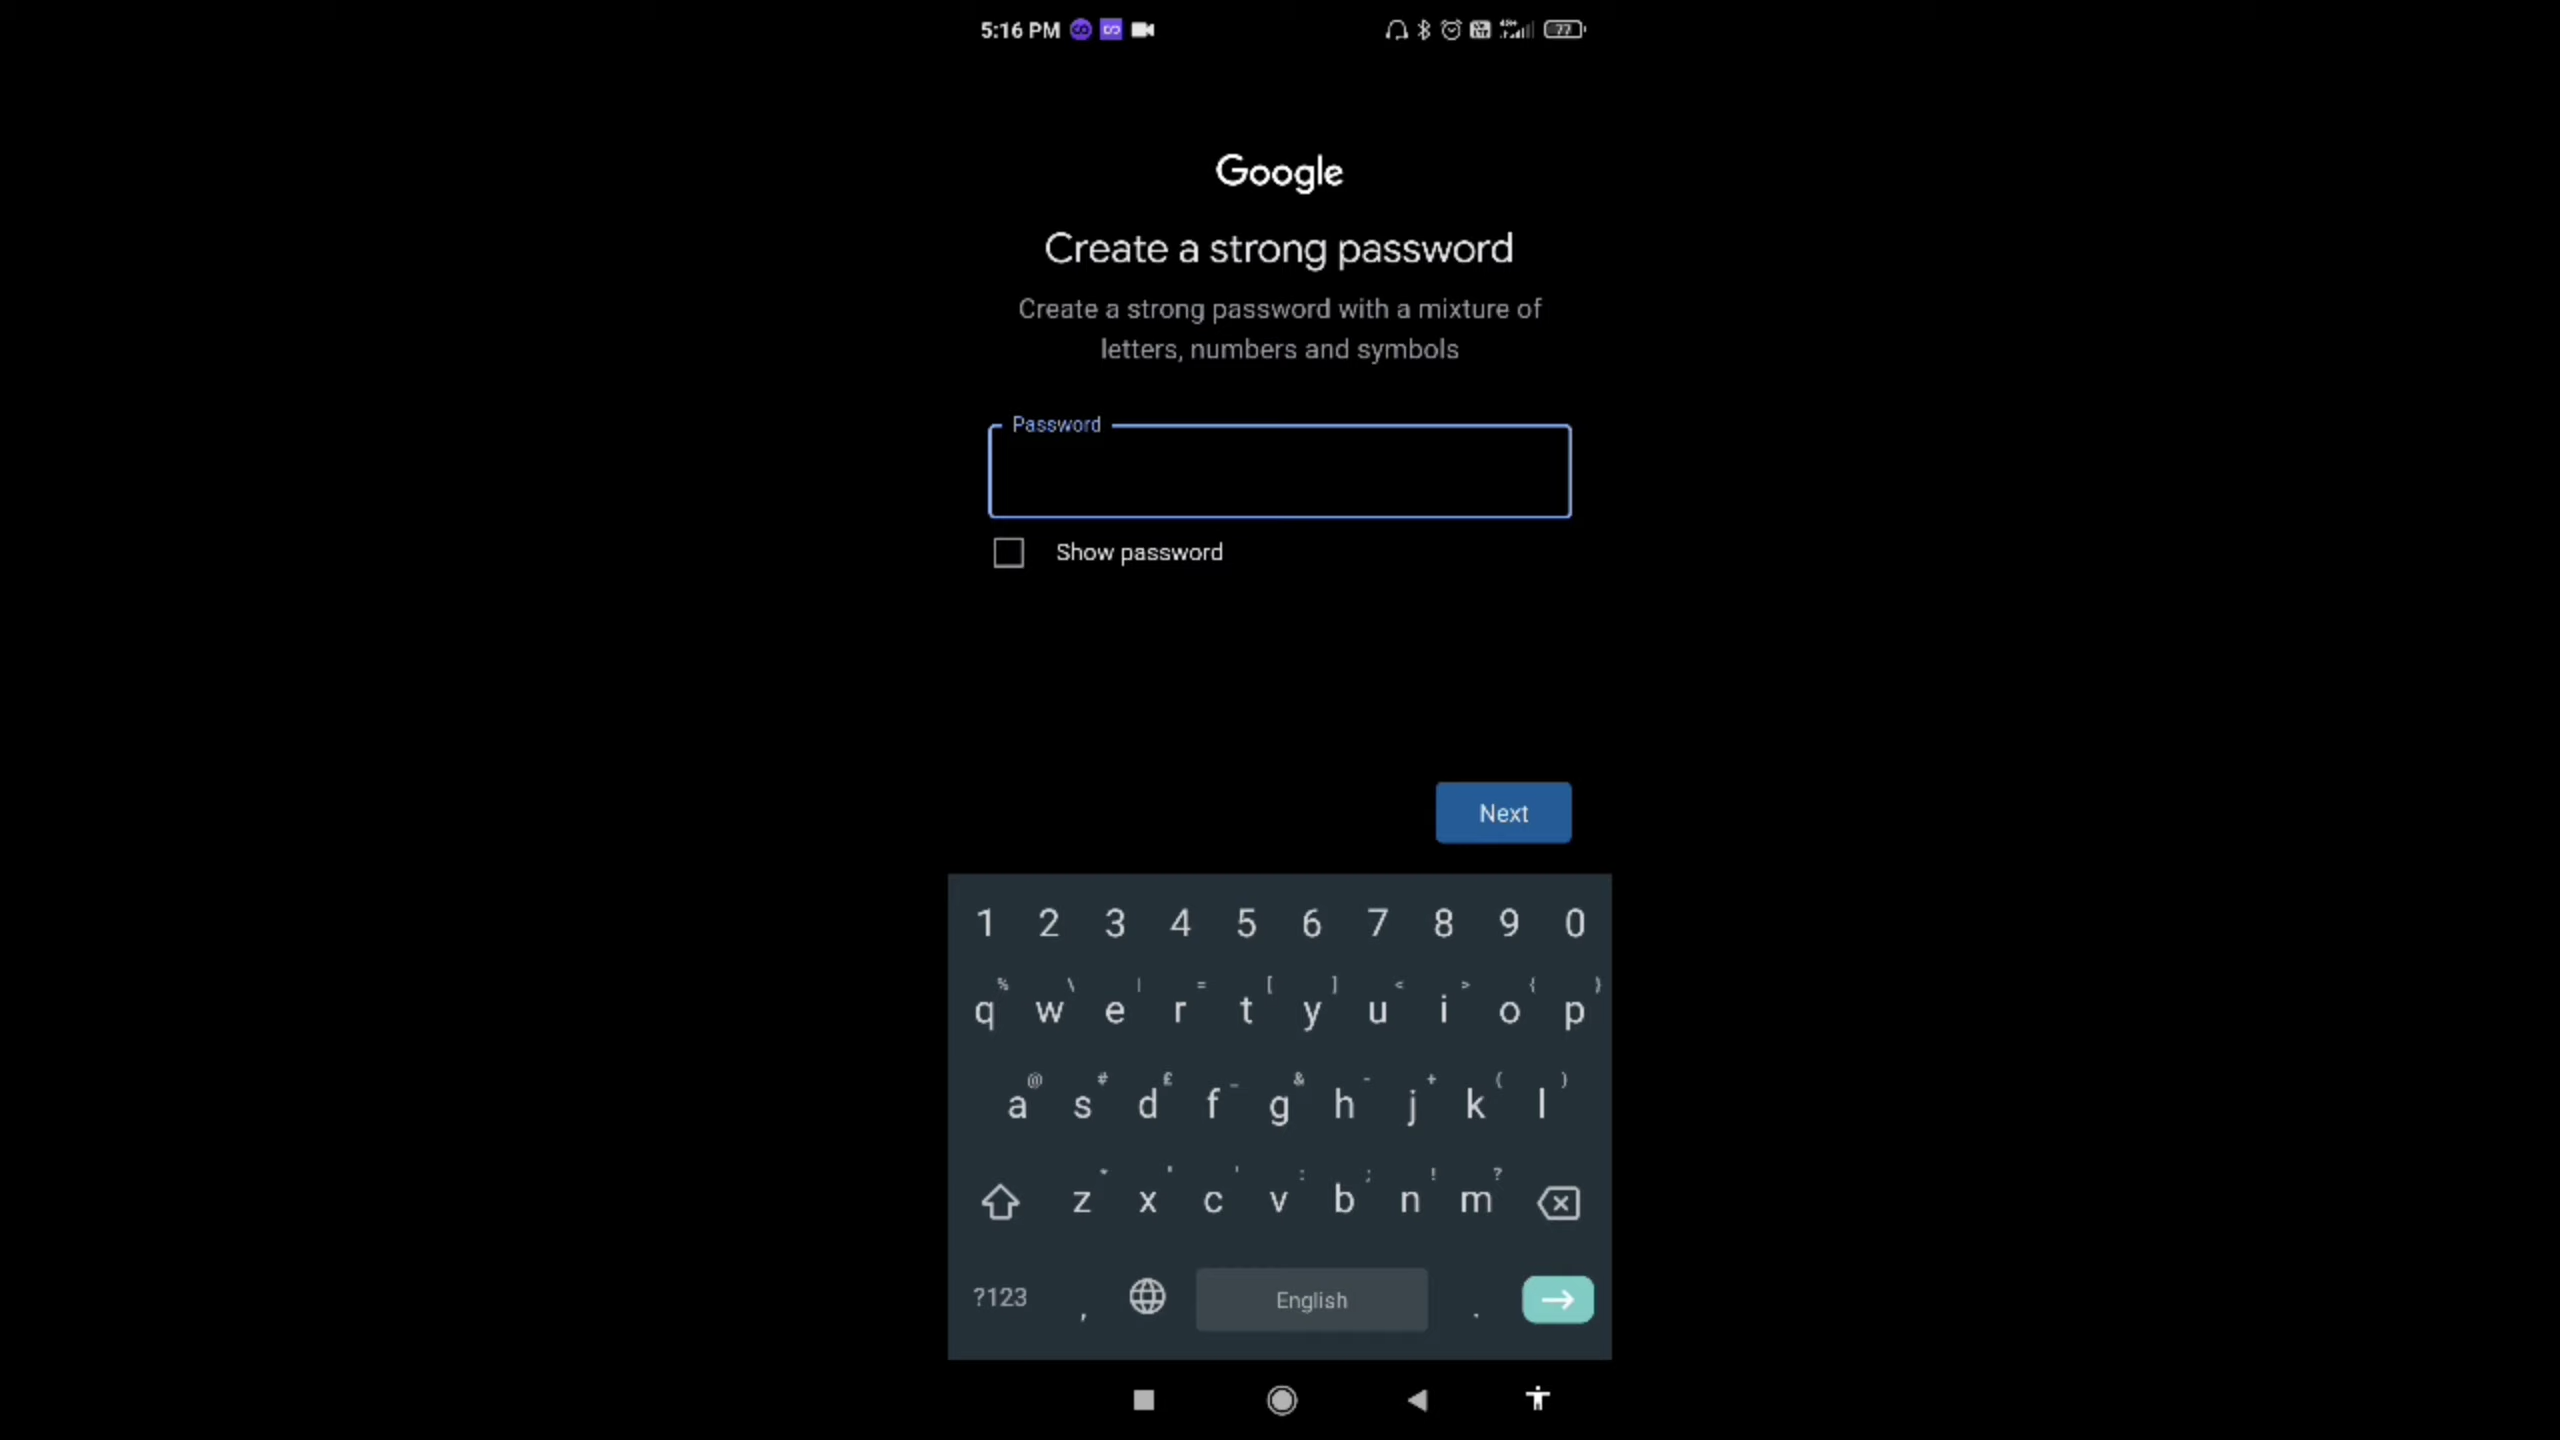 5:16 PM
77
Google
Create a strong password
Create a strong password with a mixture of
letters, numbers and symbols
Password
Show password
Next
1 2 3 4 5 6 7 8 9 0
% \ | = [ ] < > { }
q w e r t y u i o p
@ # £ _ & - + ( )
a s d f g h j k l
* " ' : ; ! ?
z x c v b n m
?123 , English .